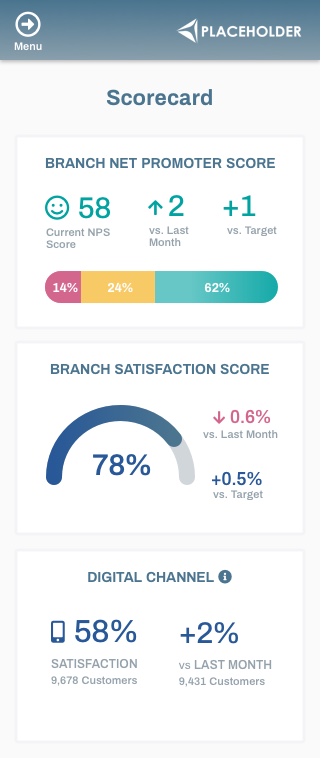 Menu
PLACEHOLDER
Scorecard
BRANCH NET PROMOTER SCORE
58
Current NPS
Score
2
vs. Last
Month
+1
vs. Target
14%
24%
62%
BRANCH SATISFACTION SCORE
78%
0.6%
vs. Last Month
+0.5%
vs. Target
DIGITAL CHANNEL
58%
SATISFACTION
9,678 Customers
+2%
vs LAST MONTH
9,431 Customers